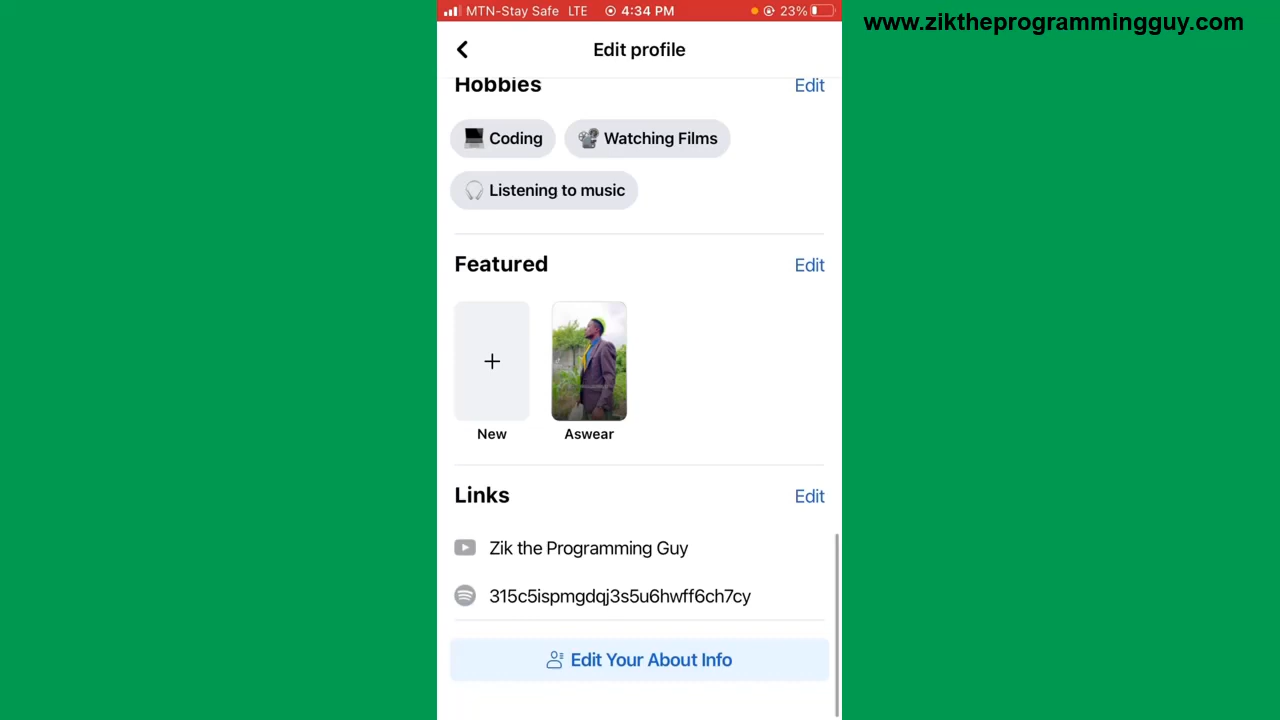 MTN-Stay Safe LTE 4:34 PM 23%
www.ziktheprogrammingguy.com
Edit profile
Hobbies Edit
Coding Watching Films
Listening to music
Featured Edit
New Aswear
Links Edit
Zik the Programming Guy
315c5ispmgdqj3s5u6hwff6ch7cy
Edit Your About Info